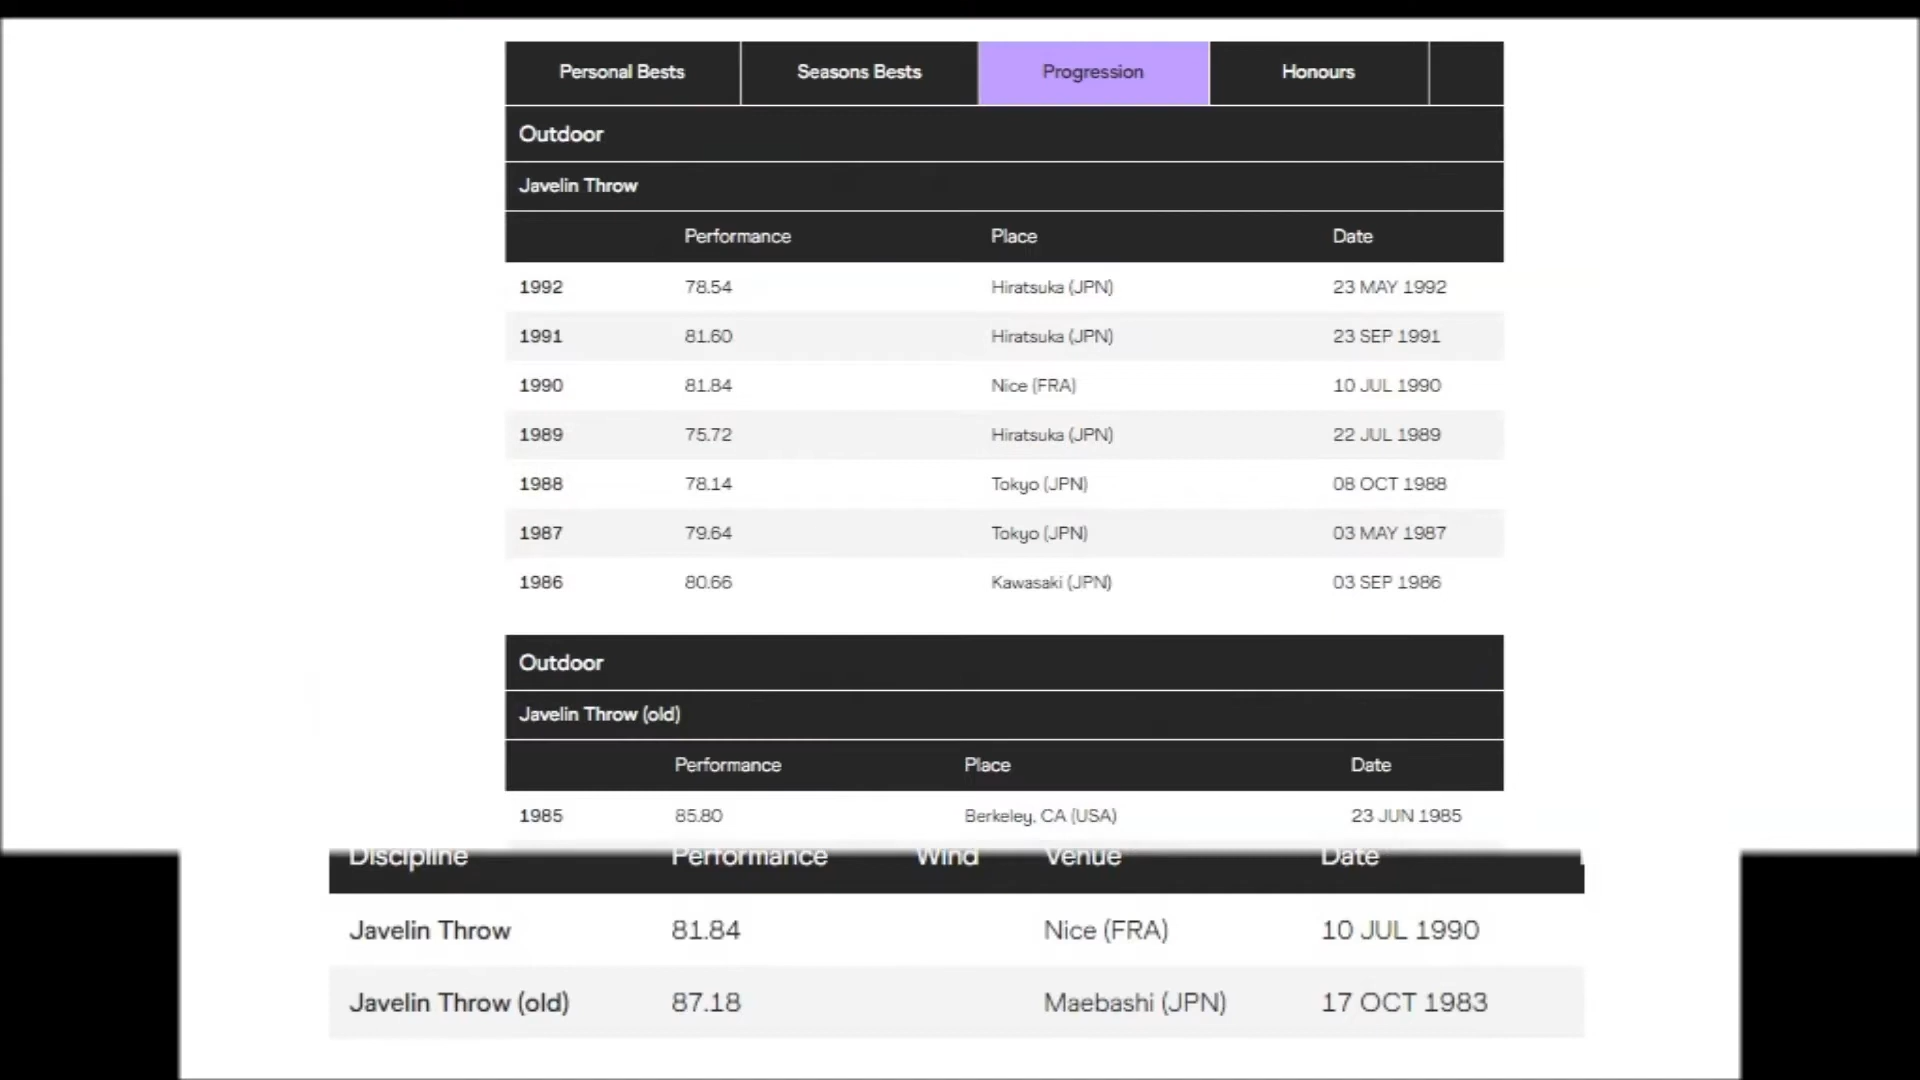 Personal Bests Seasons Bests Progression Honours
Outdoor
Javelin Throw
Performance Place Date
1992 78.54 Hiratsuka (JPN) 23 MAY 1992
1991 81.60 Hiratsuka (JPN) 23 SEP 1991
1990 81.84 Nice (FRA) 10 JUL 1990
1989 75.72 Hiratsuka (JPN) 22 JUL 1989
1988 78.14 Tokyo (JPN) 08 OCT 1988
1987 79.64 Tokyo (JPN) 03 MAY 1987
1986 80.66 Kawasaki (JPN) 03 SEP 1986
Outdoor
Javelin Throw (old)
Performance Place Date
1985 85.80 Berkeley, CA (USA) 23 JUN 1985
Discipline Performance Wind Venue Date
Javelin Throw 81.84 Nice (FRA) 10 JUL 1990
Javelin Throw (old) 87.18 Maebashi (JPN) 17 OCT 1983